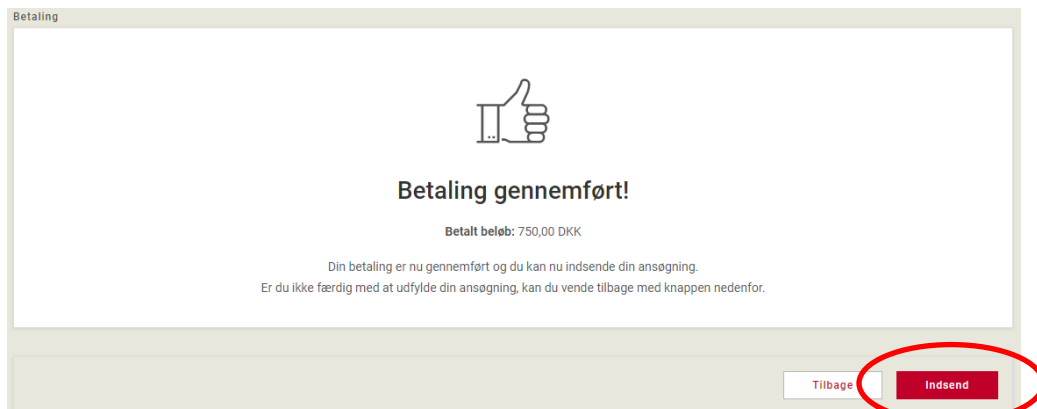 Betaling
Betaling gennemført!
Betalt beløb: 750,00 DKK
Din betaling er nu gennemført og du kan nu indsende din ansøgning.
Er du ikke færdig med at udfylde din ansøgning, kan du vende tilbage med knappen nedenfor.
Tilbage
Indsend